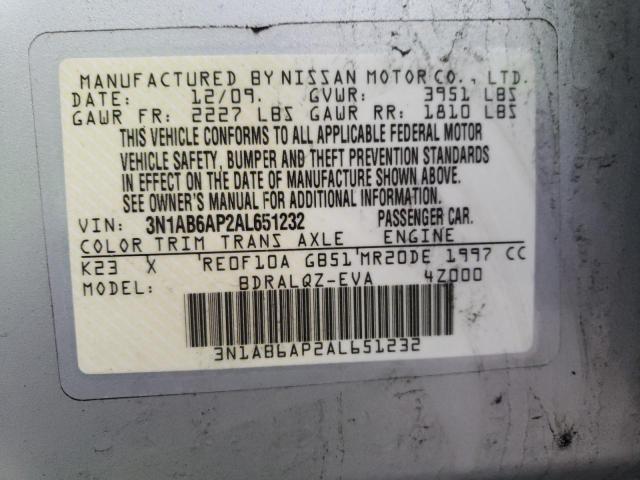 MANUFACTURED BY NISSAN MOTOR CO., LTD.
DATE: 12/09. GVWR: 3951 LBS
GAWR FR: 2227 LBS GAWR RR: 1810 LBS
THIS VEHICLE CONFORMS TO ALL APPLICABLE FEDERAL MOTOR
VEHICLE SAFETY, BUMPER AND THEFT PREVENTION STANDARDS
IN EFFECT ON THE DATE OF MANUFACTURE SHOWN ABOVE.
SEE OWNER'S MANUAL FOR ADDITIONAL INFORMATION.
VIN: 3N1AB6AP2AL651232 PASSENGER CAR.
COLOR TRIM TRANS AXLE ENGINE
K23 X RE0F10A GB51 MR20DE 1997 CC
MODEL: BDRALQZ-EVA 4Z000
3N1AB6AP2AL651232